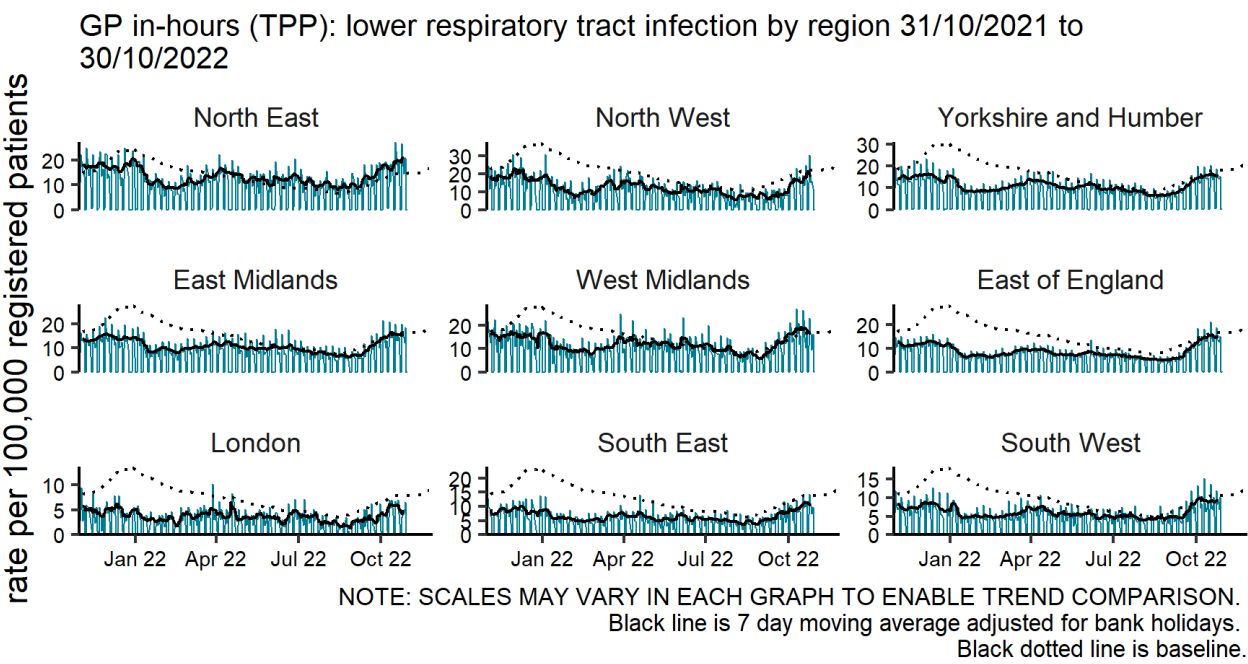 GP in-hours (TPP): lower respiratory tract infection by region 31/10/2021 to
30/10/2022
rate per 100,000 registered patients
North East
20
10
0
North West
30
20
10
0
Yorkshire and Humber
30
20
10
0
East Midlands
20
10
0
West Midlands
20
10
0
East of England
20
10
0
London
10
5
0
Jan 22 Apr 22 Jul 22 Oct 22
South East
20
15
10
5
0
Jan 22 Apr 22 Jul 22 Oct 22
South West
15
10
5
0
Jan 22 Apr 22 Jul 22 Oct 22
NOTE: SCALES MAY VARY IN EACH GRAPH TO ENABLE TREND COMPARISON.
Black line is 7 day moving average adjusted for bank holidays.
Black dotted line is baseline.